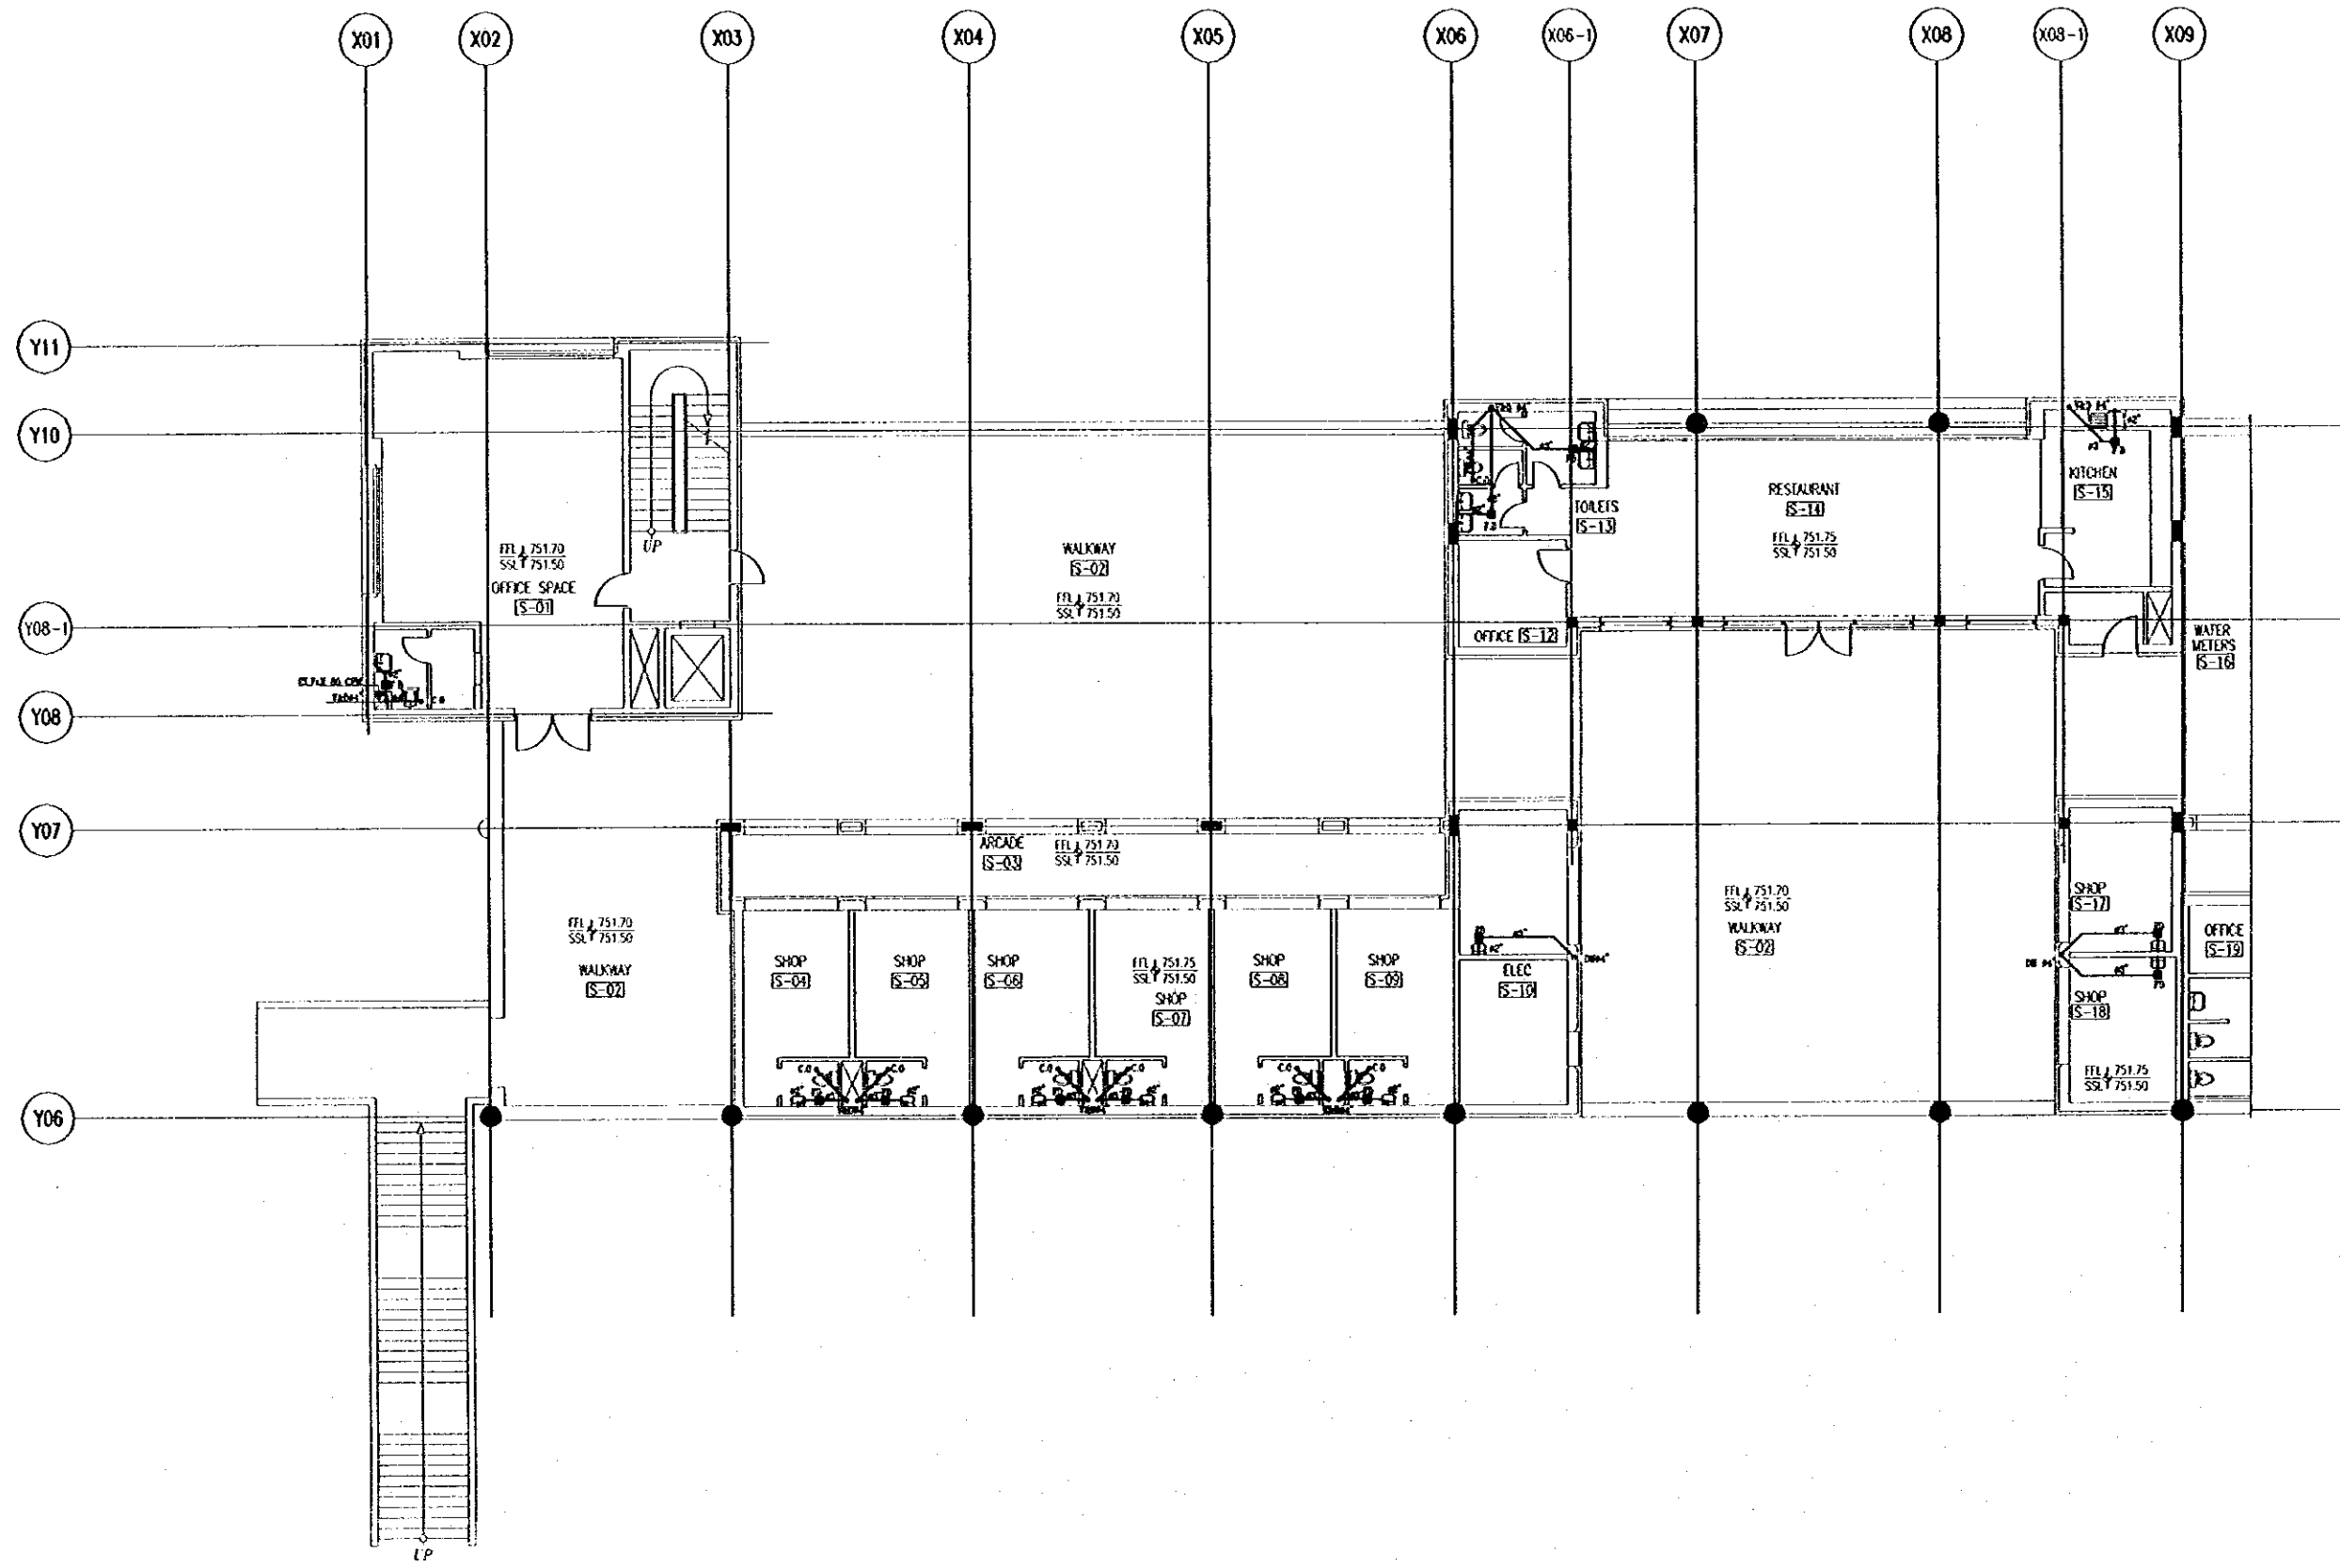 X01
X02
X03
X04
X05
X06
X06-1
X07
X08
X08-1
X09
Y11
Y10
KITCHEN
S-15
RESTAURANT
S-14
TOILETS
S-13
FFL 751.75
SSL 751.50
FFL 751.70
SSL 751.50
OFFICE SPACE
S-01
UP
WALKWAY
S-02
FFL 751.70
SSL 751.50
Y08-1
OFFICE S-12
WATER
METERS
S-16
C.O
Y08
Y07
ARCADE
S-03
FFL 751.70
SSL 751.50
FFL 751.70
SSL 751.50
WALKWAY
S-02
FFL 751.70
SSL 751.50
WALKWAY
S-02
SHOP
S-17
OFFICE
S-19
SHOP
S-04
SHOP
S-05
SHOP
S-06
FFL 751.75
SSL 751.50
SHOP
S-07
SHOP
S-08
SHOP
S-09
ELEC
S-10
SHOP
S-18
FFL 751.75
SSL 751.50
C.O
C.O
C.O
C.O
C.O
C.O
Y06
UP